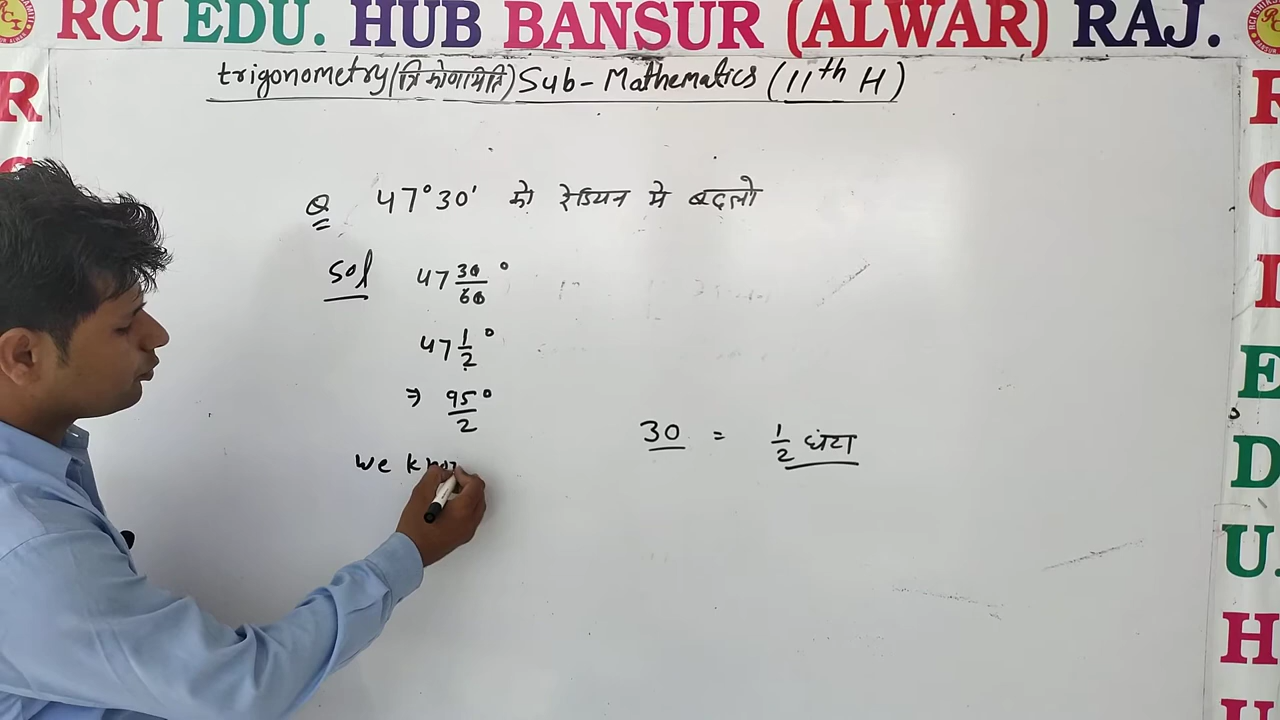 RCI EDU. HUB BANSUR (ALWAR) RAJ.
trigonometry (त्रिकोणमिति) Sub-Mathematics (11th H)
Q 47°30' को रेडियन में बदलो
Sol 47 30/60 °
47 1/2 °
⇒ 95/2 °
30 = 1/2 घंटा
we know
R
R
C
I
E
D
U.
H
U